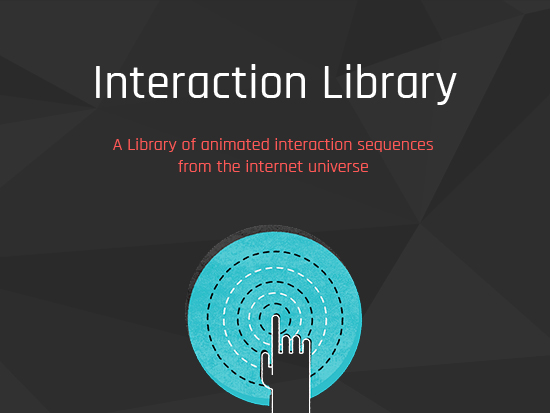 Interaction Library
A Library of animated interaction sequences
from the internet universe